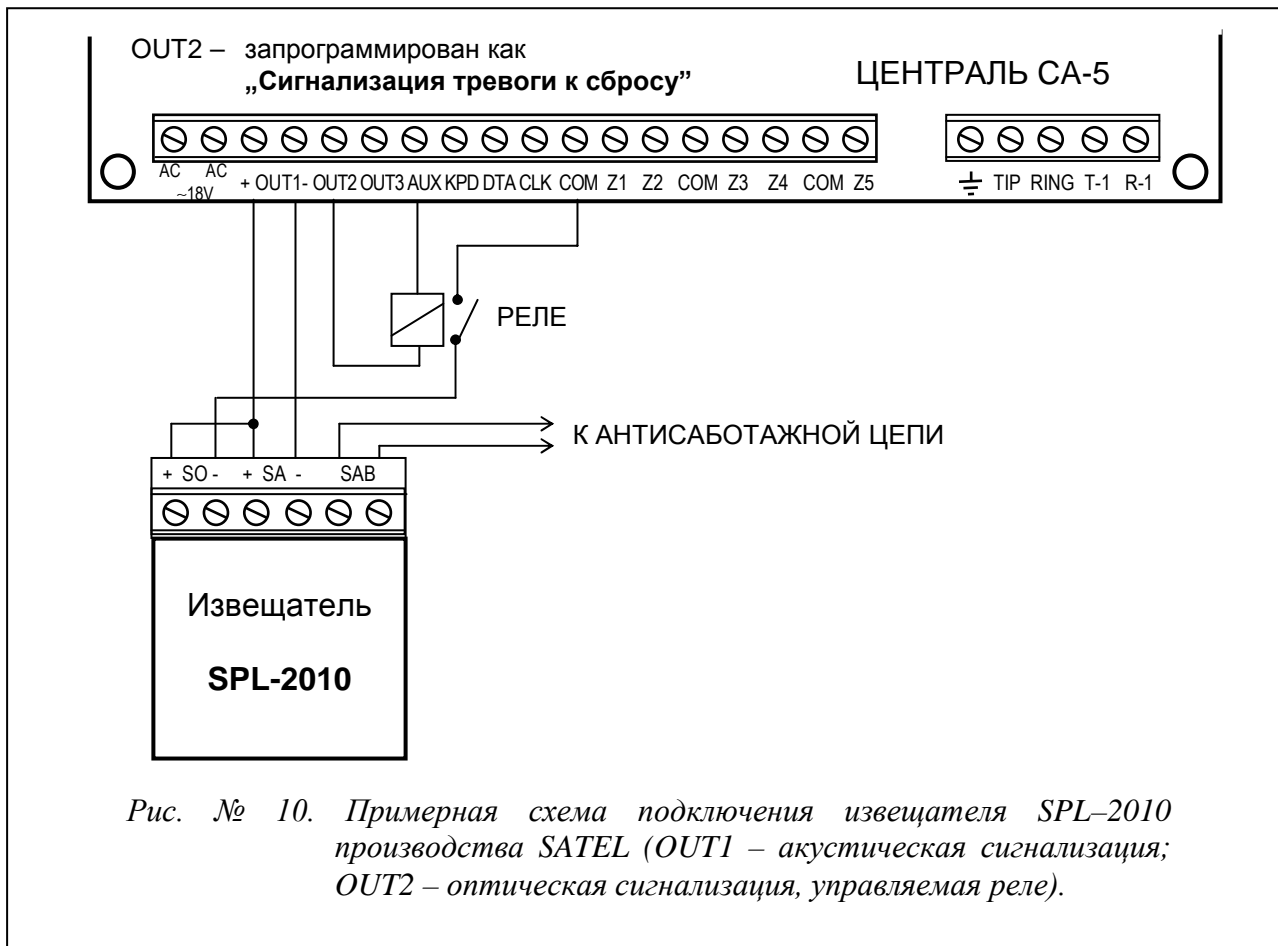 OUT2 – запрограммирован как
„Сигнализация тревоги к сбросу”
ЦЕНТРАЛЬ CA-5
AC AC + OUT1- OUT2 OUT3 AUX KPD DTA CLK COM Z1 Z2 COM Z3 Z4 COM Z5
~18V
TIP RING T-1 R-1
РЕЛЕ
К АНТИСАБОТАЖНОЙ ЦЕПИ
+ SO - + SA - SAB
Извещатель
SPL-2010
Рис. № 10. Примерная схема подключения извещателя SPL–2010
производства SATEL (OUT1 – акустическая сигнализация;
OUT2 – оптическая сигнализация, управляемая реле).